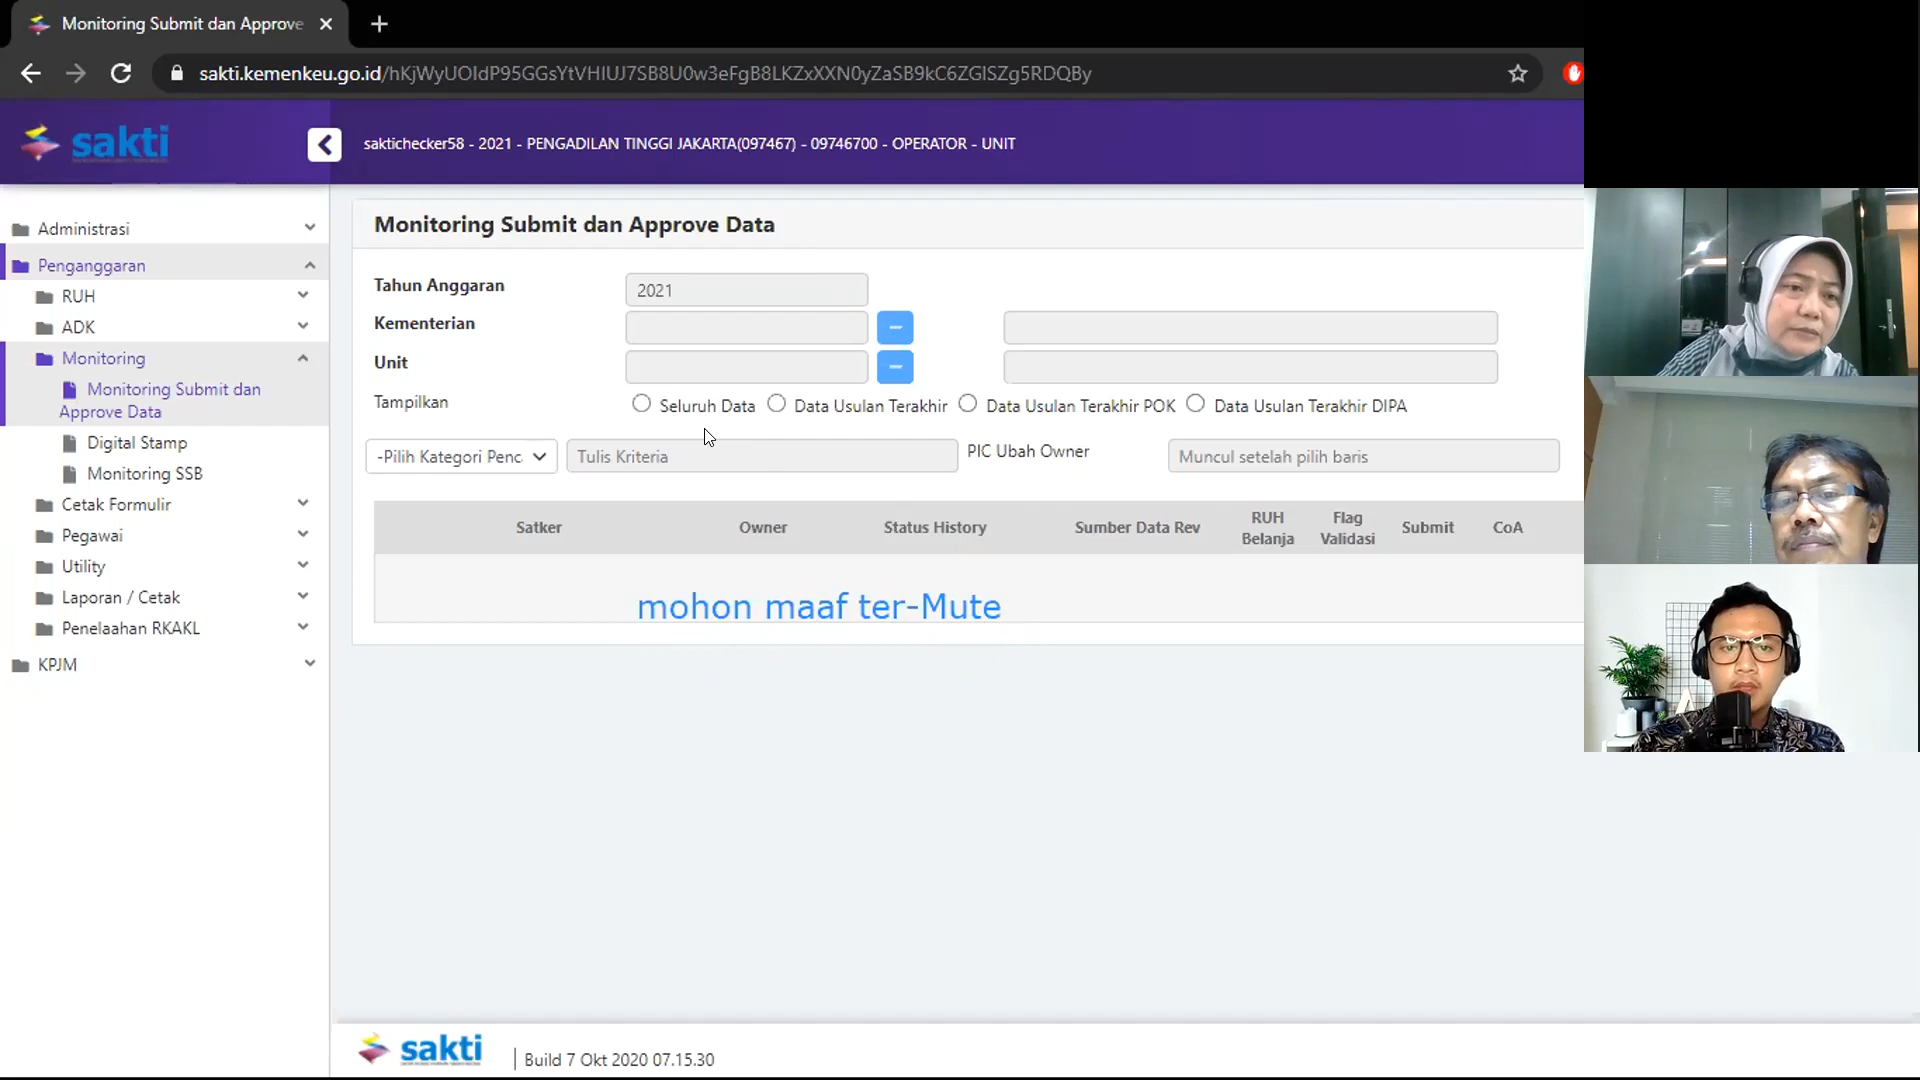 Monitoring Submit dan Approve
sakti.kemenkeu.go.id/hKjWyUOIdP95GGsYtVHIUJ7SB8U0w3eFgB8LKZxXXN0yZaSB9kC6ZGlSZg5RDQBy
sakti
saktichecker58 - 2021 - PENGADILAN TINGGI JAKARTA(097467) - 09746700 - OPERATOR - UNIT
Administrasi
Penganggaran
RUH
ADK
Monitoring
Monitoring Submit dan
Approve Data
Digital Stamp
Monitoring SSB
Cetak Formulir
Pegawai
Utility
Laporan / Cetak
Penelaahan RKAKL
KPJM
Monitoring Submit dan Approve Data
Tahun Anggaran 2021
Kementerian
Unit
Tampilkan Seluruh Data Data Usulan Terakhir Data Usulan Terakhir POK Data Usulan Terakhir DIPA
-Pilih Kategori Penc. Tulis Kriteria PIC Ubah Owner Muncul setelah pilih baris
Satker Owner Status History Sumber Data Rev RUH Belanja Flag Validasi Submit CoA
mohon maaf ter-Mute
sakti | Build 7 Okt 2020 07.15.30